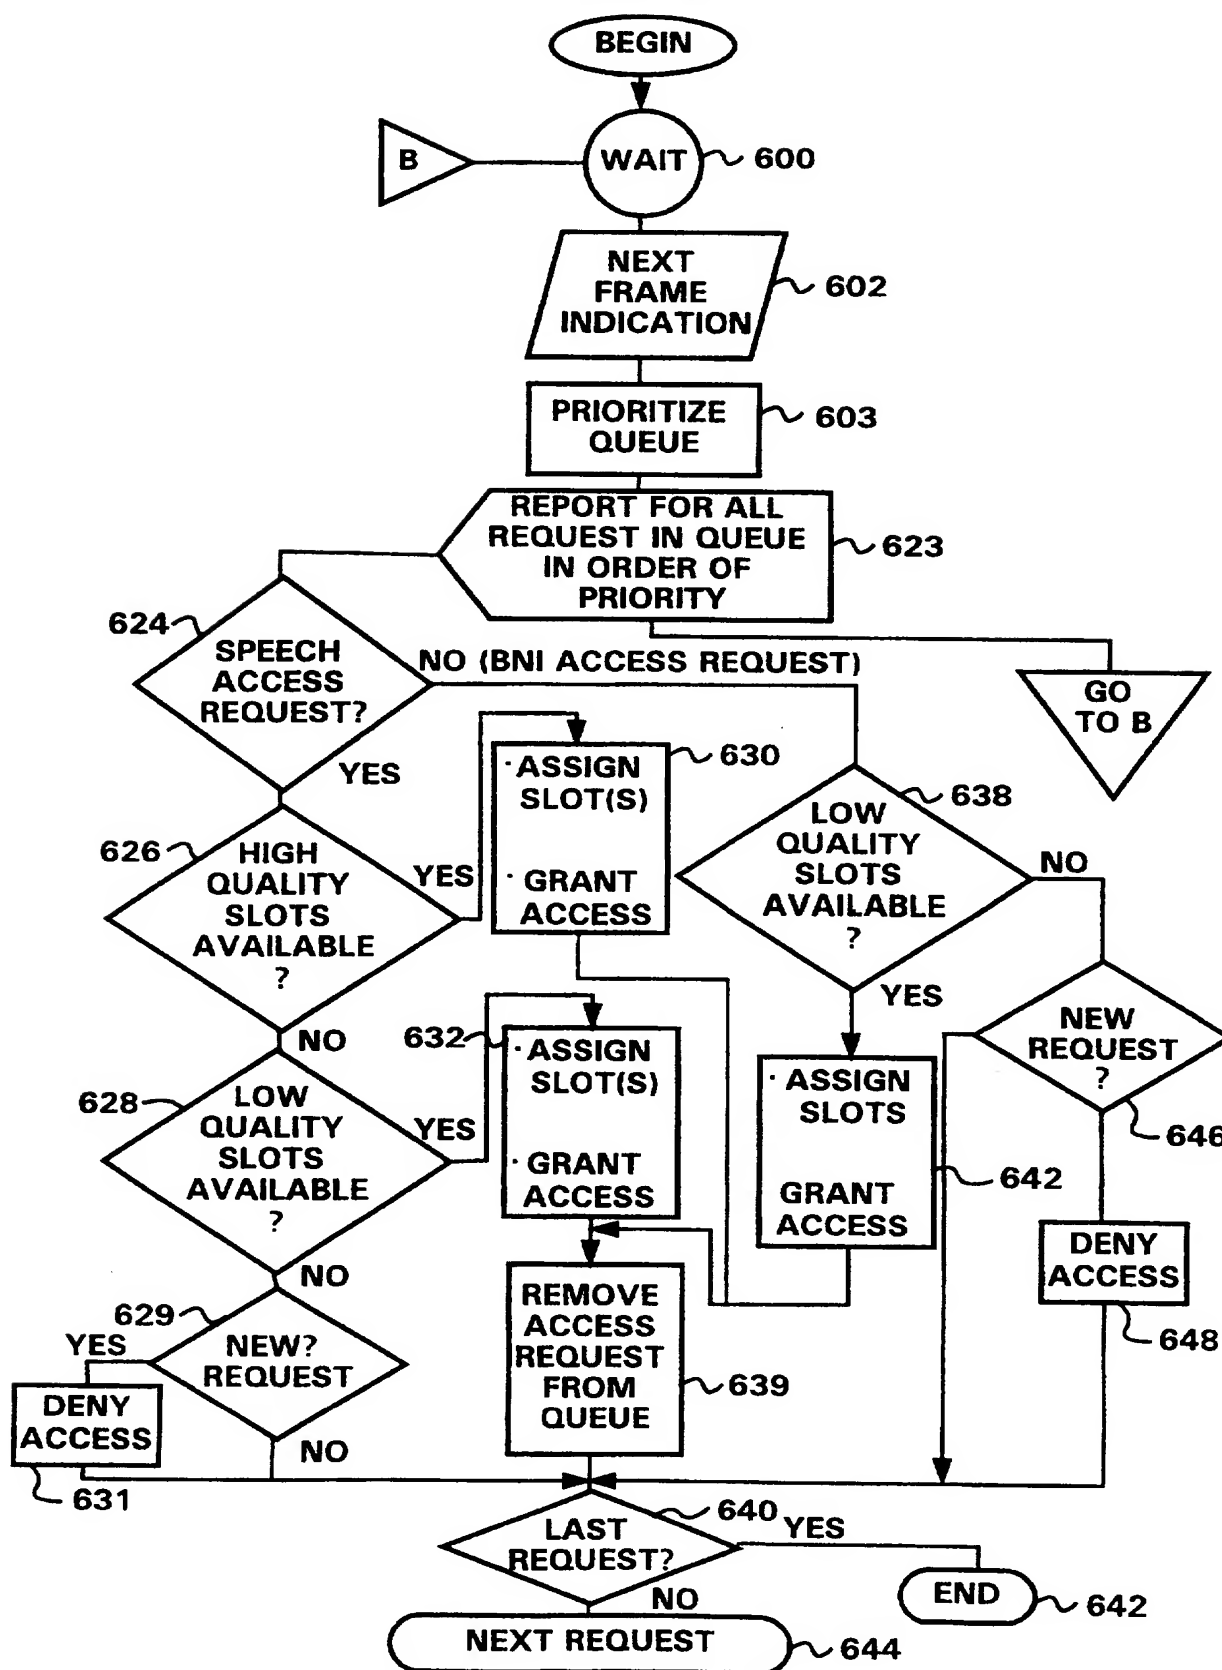 BEGIN
B
WAIT
600
NEXT
FRAME
INDICATION
602
PRIORITIZE
QUEUE
603
REPORT FOR ALL
REQUEST IN QUEUE
IN ORDER OF
PRIORITY
623
624
SPEECH
ACCESS
REQUEST?
NO (BNI ACCESS REQUEST)
GO
TO B
YES
· ASSIGN
SLOT(S)
· GRANT
ACCESS
630
626
HIGH
QUALITY
SLOTS
AVAILABLE
?
YES
LOW
QUALITY
SLOTS
AVAILABLE
?
638
NO
NO
YES
632
· ASSIGN
SLOT(S)
· GRANT
ACCESS
NEW
REQUEST
?
646
628
LOW
QUALITY
SLOTS
AVAILABLE
?
YES
· ASSIGN
SLOTS
GRANT
ACCESS
642
DENY
ACCESS
648
NO
629
NEW?
REQUEST
YES
DENY
ACCESS
631
NO
REMOVE
ACCESS
REQUEST
FROM
QUEUE
639
LAST
REQUEST?
640
YES
END
642
NO
NEXT REQUEST
644